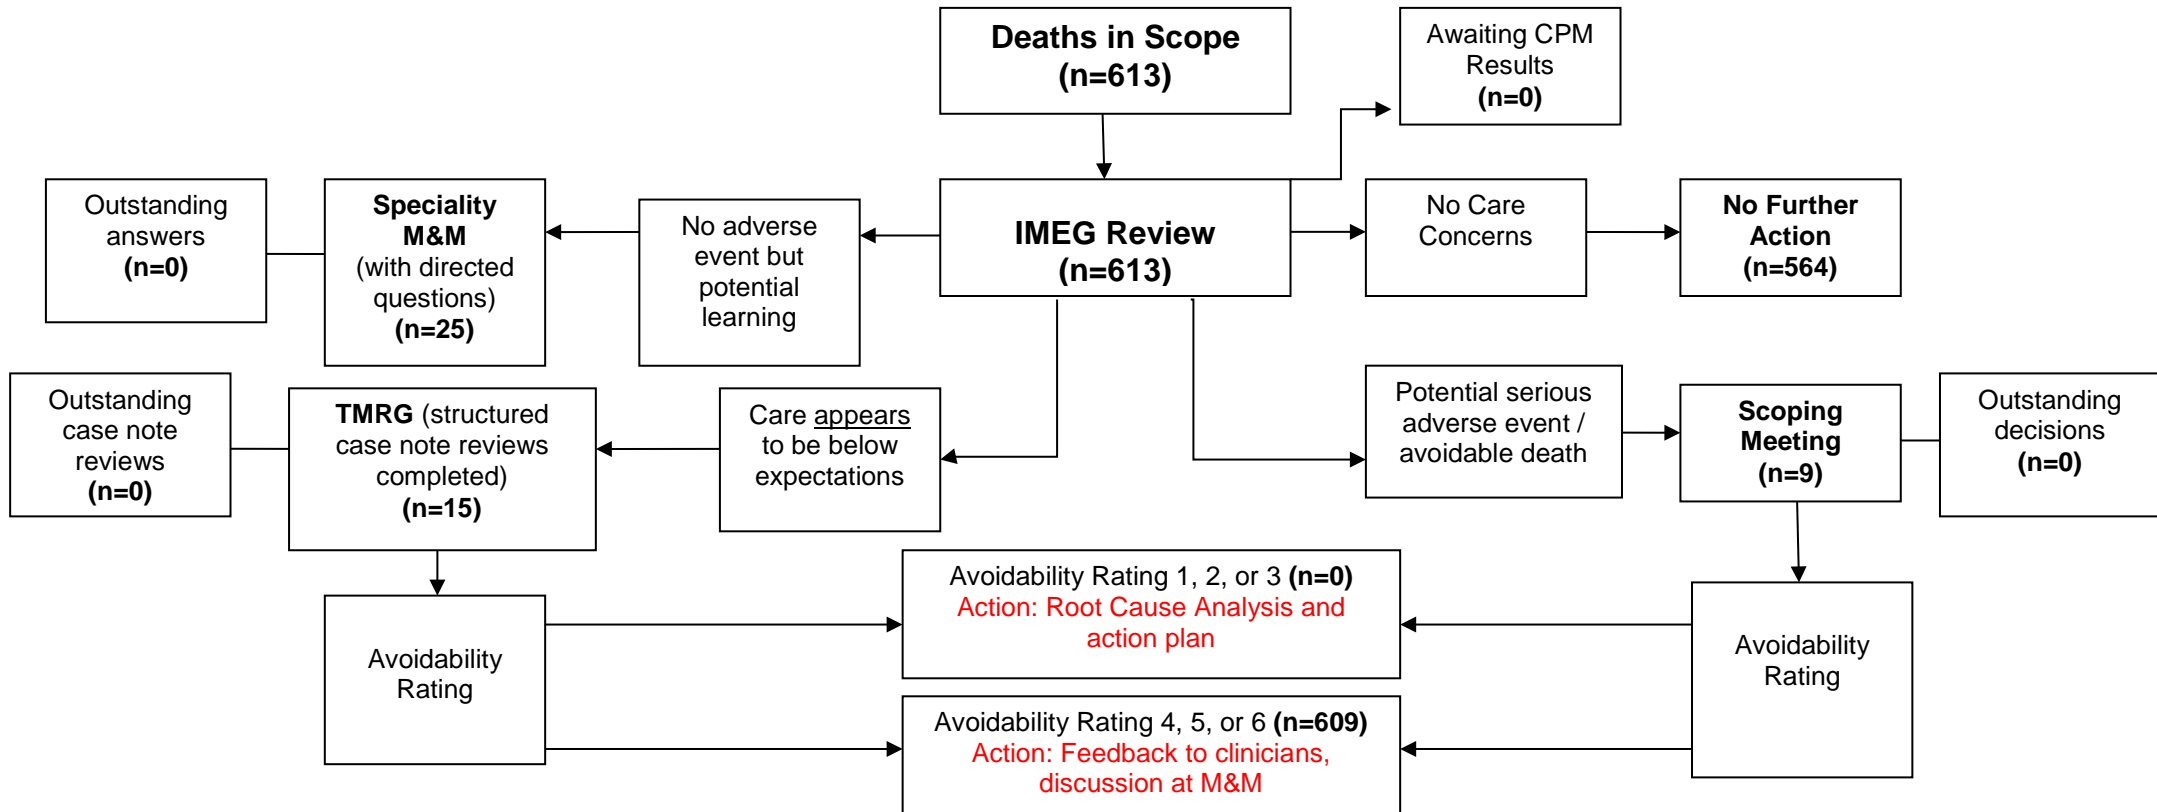 Deaths in Scope
(n=613)
Awaiting CPM
Results
(n=0)
Outstanding
answers
(n=0)
Speciality
M&M
(with directed
questions)
(n=25)
No adverse
event but
potential
learning
IMEG Review
(n=613)
No Care
Concerns
No Further
Action
(n=564)
Outstanding
case note
reviews
(n=0)
TMRG (structured
case note reviews
completed)
(n=15)
Care appears
to be below
expectations
Potential serious
adverse event /
avoidable death
Scoping
Meeting
(n=9)
Outstanding
decisions
(n=0)
Avoidability
Rating
Avoidability Rating 1, 2, or 3 (n=0)
Action: Root Cause Analysis and
action plan
Avoidability Rating 4, 5, or 6 (n=609)
Action: Feedback to clinicians,
discussion at M&M
Avoidability
Rating